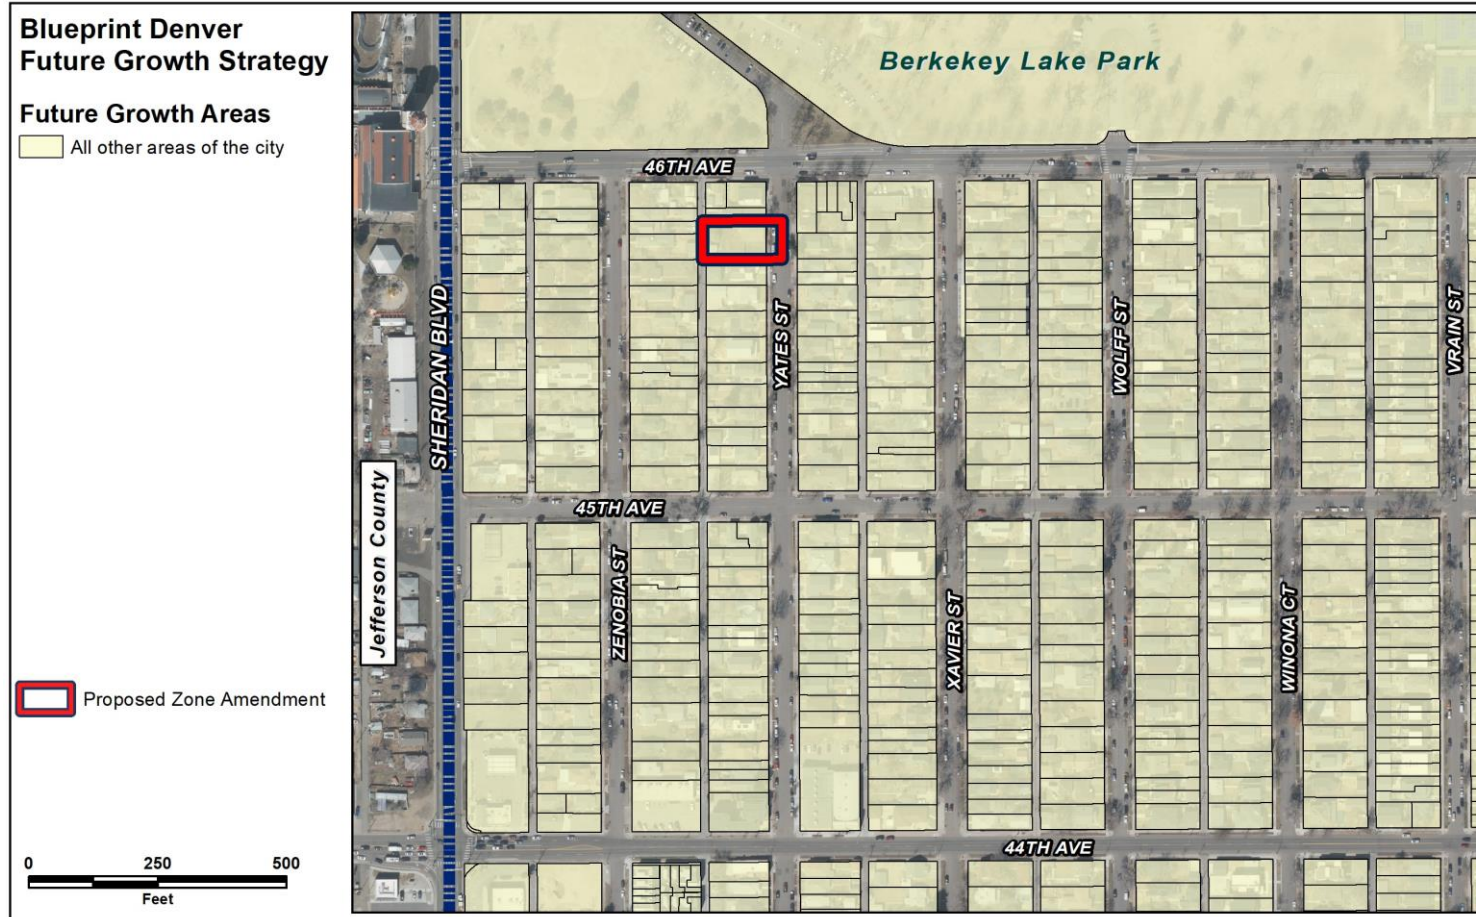 Blueprint Denver
Future Growth Strategy
Future Growth Areas
All other areas of the city
Proposed Zone Amendment
0 250 500
Feet
Berkekey Lake Park
46TH AVE
SHERIDAN BLVD
YATES ST
WOLFF ST
VRAIN ST
45TH AVE
Jefferson County
ZENOBIA ST
XAVIER ST
WINONA CT
44TH AVE